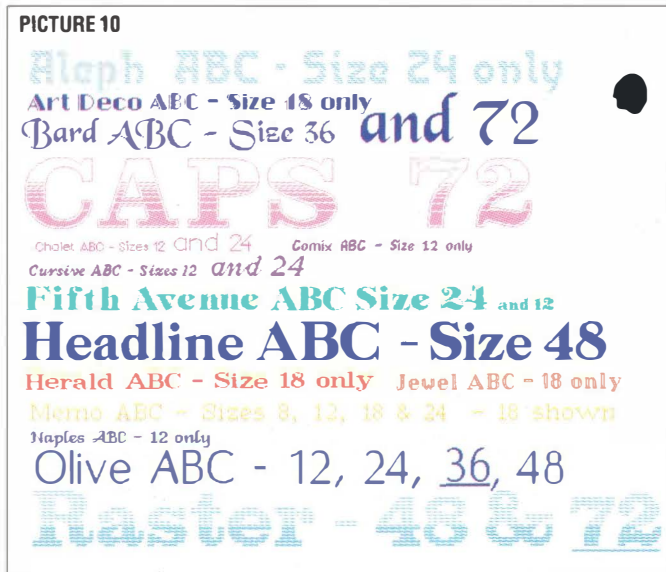 PICTURE 10
Aleph ABC - Size 24 only
Art Deco ABC - Size 18 only
Bard ABC - Size 36 and 72
CAPS 72
Chalet ABC - Sizes 12 and 24 Comix ABC - Size 12 only
Cursive ABC - Sizes 12 and 24
Fifth Avenue ABC Size 24 and 12
Headline ABC - Size 48
Herald ABC - Size 18 only Jewel ABC - 18 only
Memo ABC - Sizes 8, 12, 18 & 24 - 18 shown
Naples ABC - 12 only
Olive ABC - 12, 24, 36, 48
Raster - 48 & 72